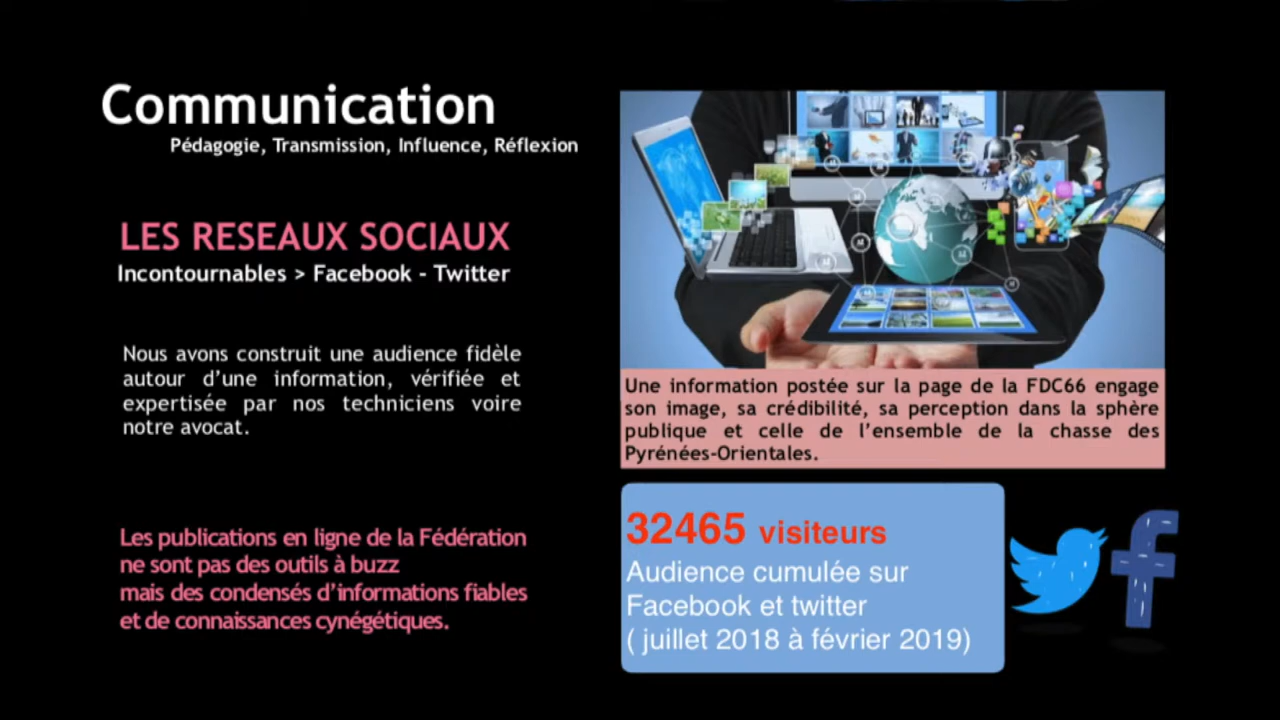 Communication
Pédagogie, Transmission, Influence, Réflexion
LES RESEAUX SOCIAUX
Incontournables > Facebook - Twitter
Nous avons construit une audience fidèle
autour d’une information, vérifiée et
expertisée par nos techniciens voire
notre avocat.
Les publications en ligne de la Fédération
ne sont pas des outils à buzz
mais des condensés d’informations fiables
et de connaissances cynégétiques.
Une information postée sur la page de la FDC66 engage
son image, sa crédibilité, sa perception dans la sphère
publique et celle de l’ensemble de la chasse des
Pyrénées-Orientales.
32465 visiteurs
Audience cumulée sur
Facebook et twitter
( juillet 2018 à février 2019)